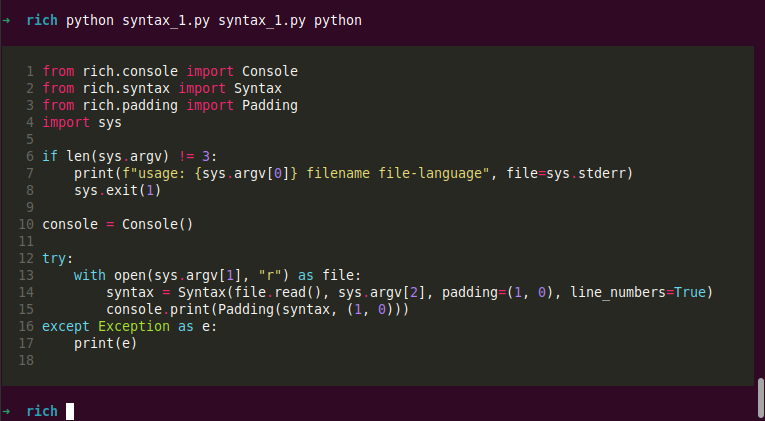 → rich python syntax_1.py syntax_1.py python
1 from rich.console import Console
2 from rich.syntax import Syntax
3 from rich.padding import Padding
4 import sys
5
6 if len(sys.argv) != 3:
7     print(f"usage: {sys.argv[0]} filename file-language", file=sys.stderr)
8     sys.exit(1)
9
10 console = Console()
11
12 try:
13     with open(sys.argv[1], "r") as file:
14         syntax = Syntax(file.read(), sys.argv[2], padding=(1, 0), line_numbers=True)
15         console.print(Padding(syntax, (1, 0)))
16 except Exception as e:
17     print(e)
18
→ rich